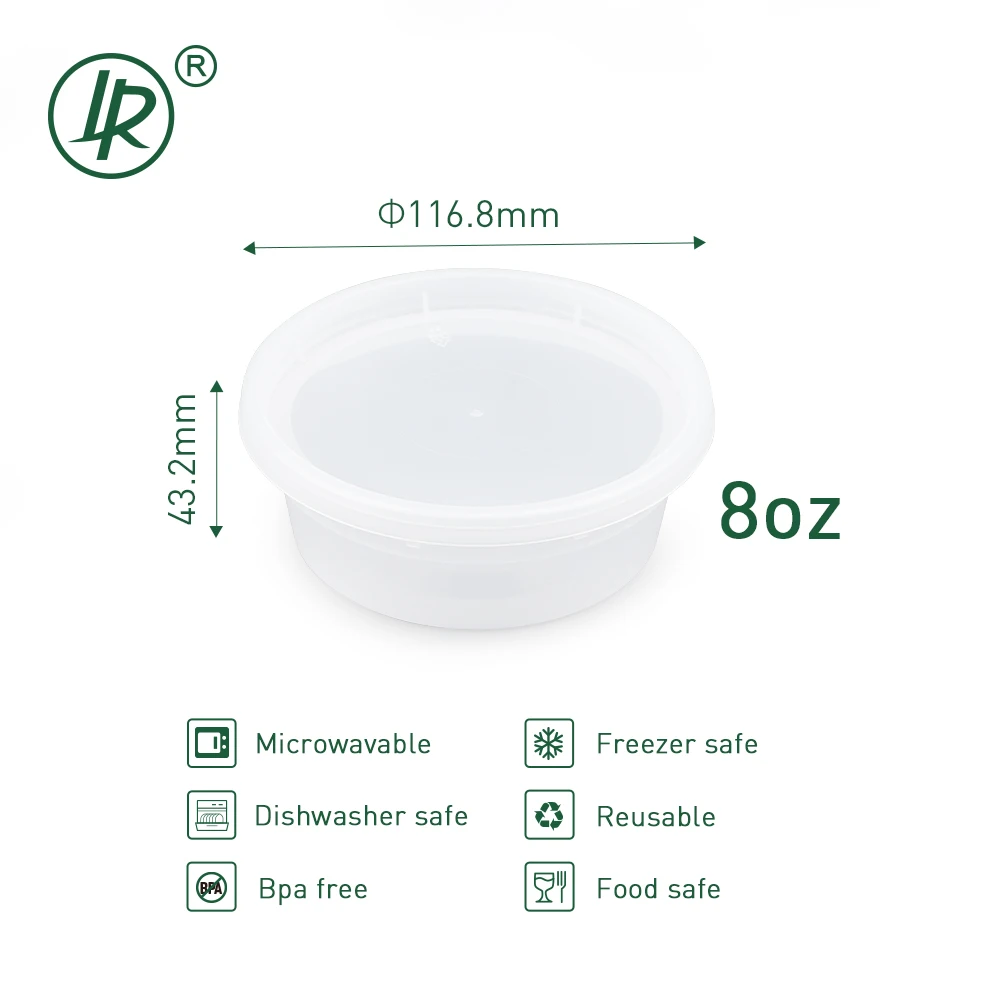 LR®
Φ116.8mm
43.2mm
8oz
Microwavable
Freezer safe
Dishwasher safe
Reusable
BPA
Bpa free
Food safe